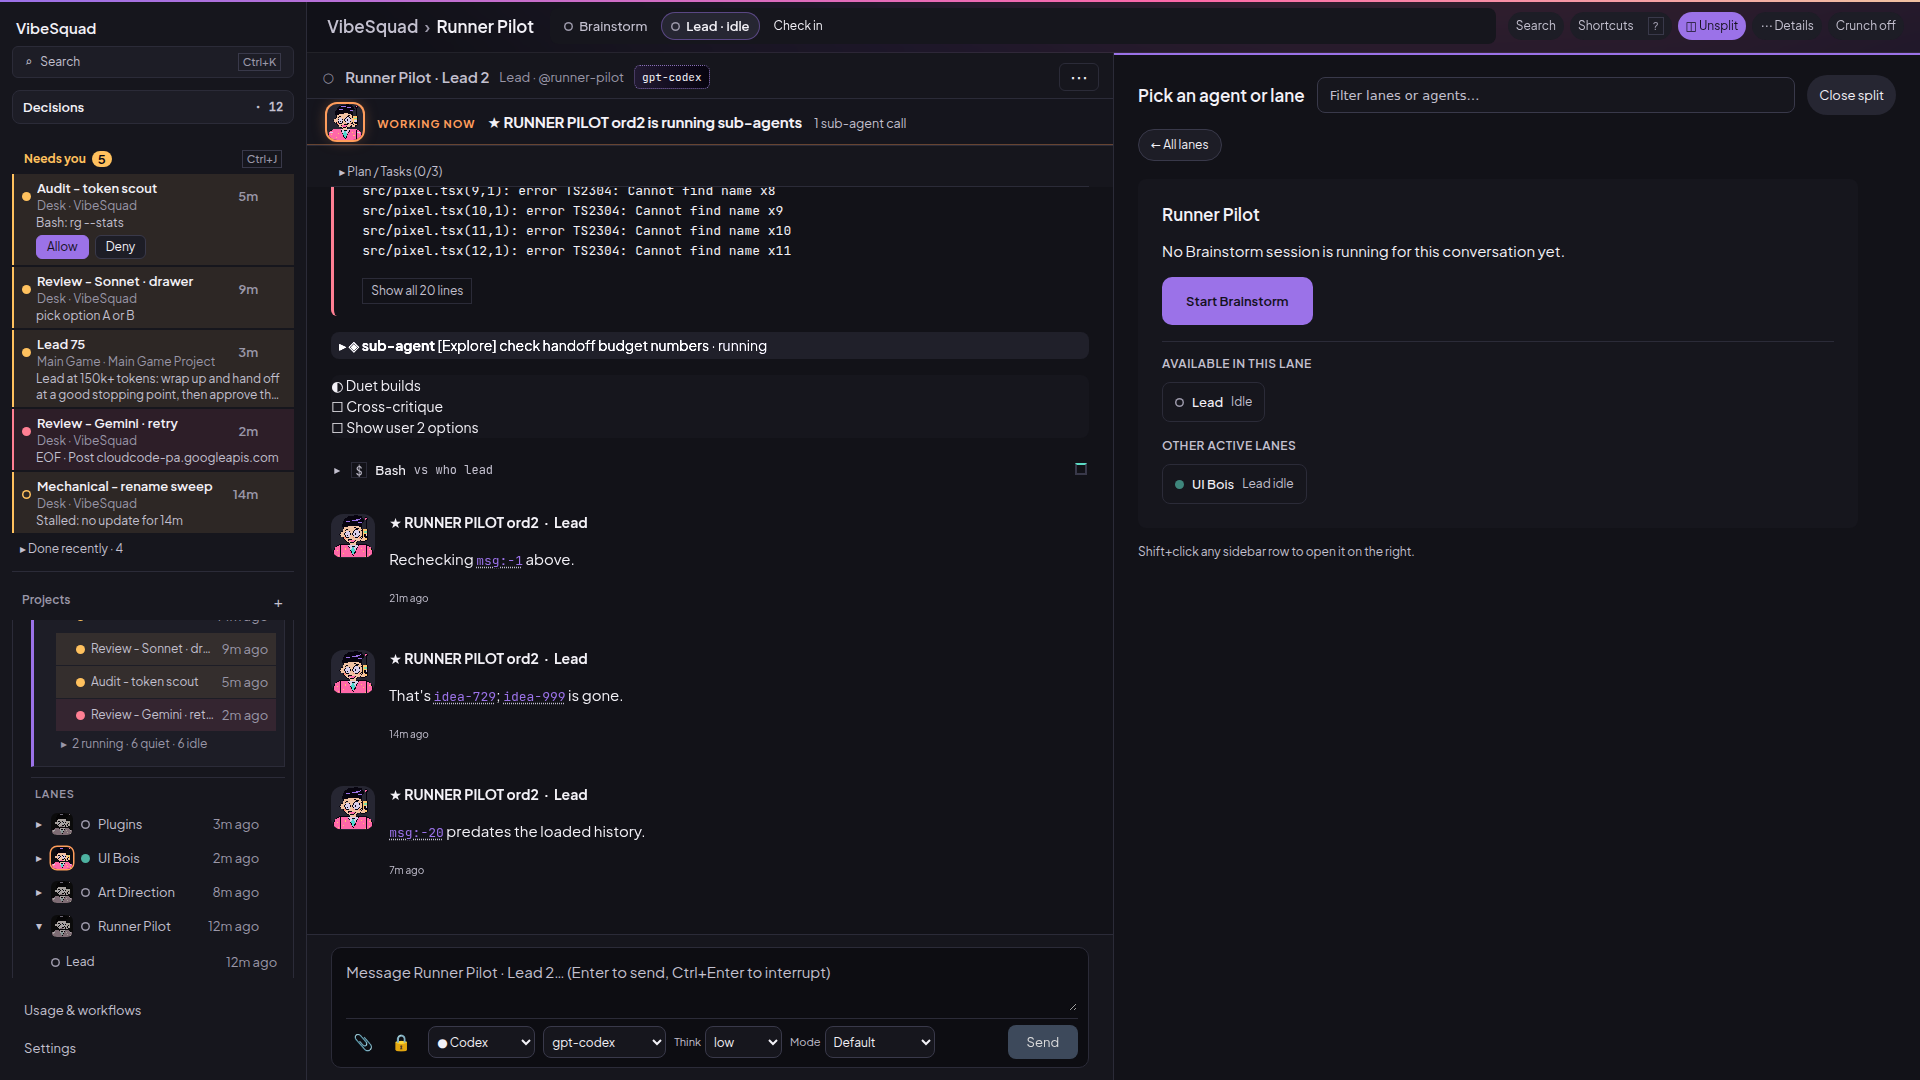 VibeSquad
⌕ Search Ctrl+K
Decisions · 12
Needs you 5 Ctrl+J
Audit – token scout 5m
Desk · VibeSquad
Bash: rg --stats
Allow Deny
Review – Sonnet · drawer 9m
Desk · VibeSquad
pick option A or B
Lead 75 3m
Main Game · Main Game Project
Lead at 150k+ tokens: wrap up and hand off
at a good stopping point, then approve th…
Review – Gemini · retry 2m
Desk · VibeSquad
EOF · Post cloudcode-pa.googleapis.com
Mechanical – rename sweep 14m
Desk · VibeSquad
Stalled: no update for 14m
▸ Done recently · 4
Projects +
Review – Sonnet · dr… 9m ago
Audit – token scout 5m ago
Review – Gemini · ret… 2m ago
▸ 2 running · 6 quiet · 6 idle
LANES
▸ Plugins 3m ago
▸ UI Bois 2m ago
▸ Art Direction 8m ago
▾ Runner Pilot 12m ago
Lead 12m ago
Usage & workflows
Settings
VibeSquad › Runner Pilot Brainstorm Lead · Idle Check in Search Shortcuts ? Unsplit ⋯ Details Crunch off
Runner Pilot · Lead 2 Lead · @runner-pilot gpt-codex ⋯
WORKING NOW ★ RUNNER PILOT ord2 is running sub-agents 1 sub-agent call
▸ Plan / Tasks (0/3)
src/pixel.tsx(9,1): error TS2304: Cannot find name x8
src/pixel.tsx(10,1): error TS2304: Cannot find name x9
src/pixel.tsx(11,1): error TS2304: Cannot find name x10
src/pixel.tsx(12,1): error TS2304: Cannot find name x11
Show all 20 lines
▸ ◈ sub-agent [Explore] check handoff budget numbers · running
◐ Duet builds
☐ Cross-critique
☐ Show user 2 options
▸ $ Bash vs who lead
★ RUNNER PILOT ord2 · Lead
Rechecking msg:-1 above.
21m ago
★ RUNNER PILOT ord2 · Lead
That's idea-729; idea-999 is gone.
14m ago
★ RUNNER PILOT ord2 · Lead
msg:-20 predates the loaded history.
7m ago
Message Runner Pilot · Lead 2… (Enter to send, Ctrl+Enter to interrupt)
Codex gpt-codex Think low Mode Default Send
Pick an agent or lane Filter lanes or agents… Close split
← All lanes
Runner Pilot
No Brainstorm session is running for this conversation yet.
Start Brainstorm
AVAILABLE IN THIS LANE
Lead Idle
OTHER ACTIVE LANES
UI Bois Lead idle
Shift+click any sidebar row to open it on the right.